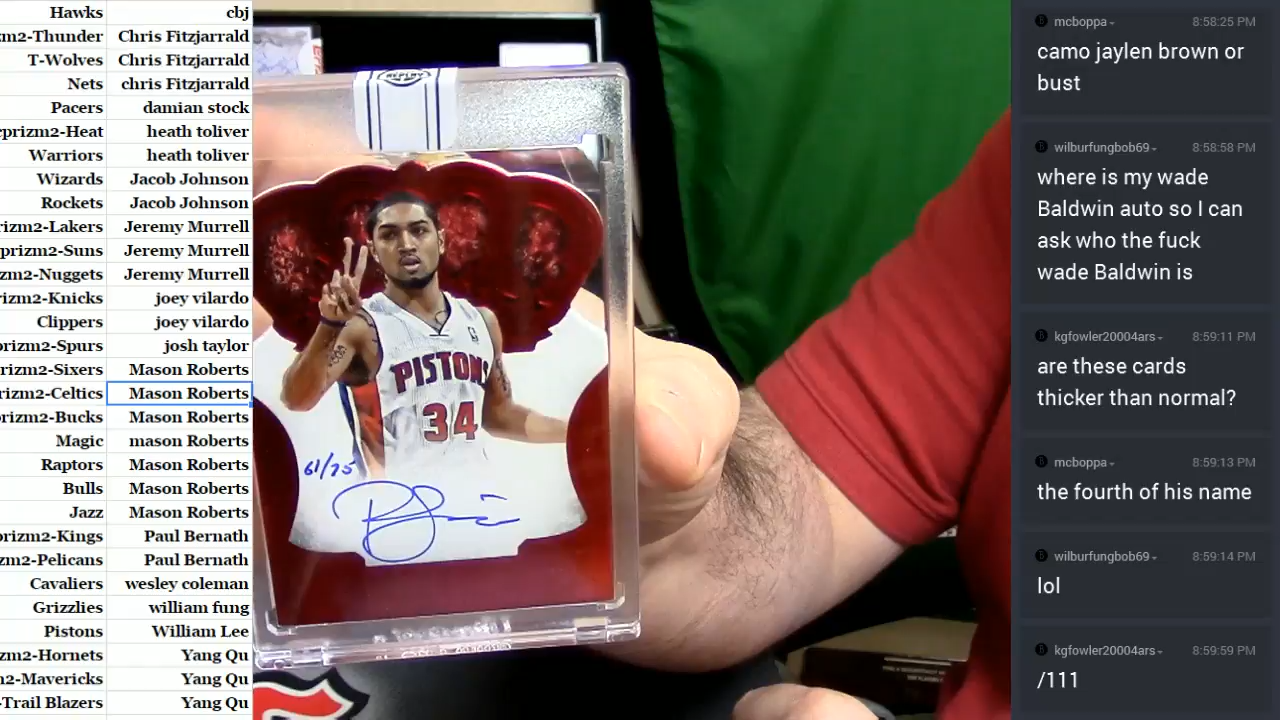 Hawks cbj
zm2-Thunder Chris Fitzjarrald
T-Wolves Chris Fitzjarrald
Nets chris Fitzjarrald
Pacers damian stock
cprizm2-Heat heath toliver
Warriors heath toliver
Wizards Jacob Johnson
Rockets Jacob Johnson
rizm2-Lakers Jeremy Murrell
prizm2-Suns Jeremy Murrell
zm2-Nuggets Jeremy Murrell
rizm2-Knicks joey vilardo
Clippers joey vilardo
prizm2-Spurs josh taylor
rizm2-Sixers Mason Roberts
rizm2-Celtics Mason Roberts
prizm2-Bucks Mason Roberts
Magic mason Roberts
Raptors Mason Roberts
Bulls Mason Roberts
Jazz Mason Roberts
prizm2-Kings Paul Bernath
zm2-Pelicans Paul Bernath
Cavaliers wesley coleman
Grizzlies william fung
Pistons William Lee
zm2-Hornets Yang Qu
m2-Mavericks Yang Qu
-Trail Blazers Yang Qu
PISTONS
34
61/75
mcboppa 8:58:25 PM
camo jaylen brown or
bust
wilburfungbob69 8:58:58 PM
where is my wade
Baldwin auto so I can
ask who the fuck
wade Baldwin is
kgfowler20004ars 8:59:11 PM
are these cards
thicker than normal?
mcboppa 8:59:13 PM
the fourth of his name
wilburfungbob69 8:59:14 PM
lol
kgfowler20004ars 8:59:59 PM
/111